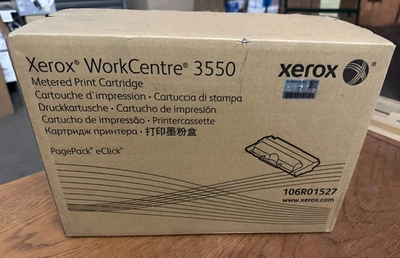 Xerox® WorkCentre® 3550
Metered Print Cartridge
Cartouche d'impression - Cartuccia di stampa
Druckkartusche - Cartucho de impresión
Cartucho de impressão - Printercassette
Картридж принтера - 打印墨粉盒
PagePack® eClick®
xerox
106R01527
www.xerox.com